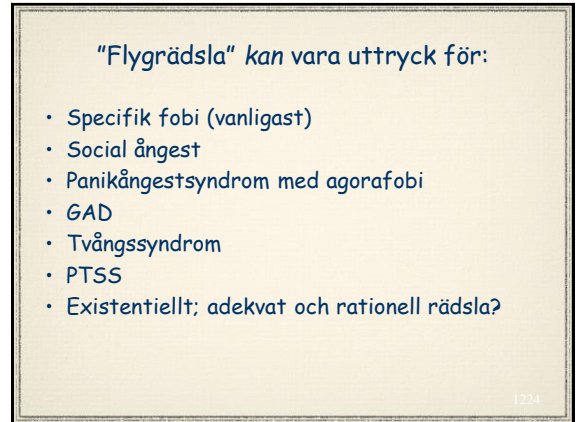 ”Flygrädsla” kan vara uttryck för:
• Specifik fobi (vanligast)
• Social ångest
• Panikångestsyndrom med agorafobi
• GAD
• Tvångssyndrom
• PTSS
• Existentiellt; adekvat och rationell rädsla?
1224